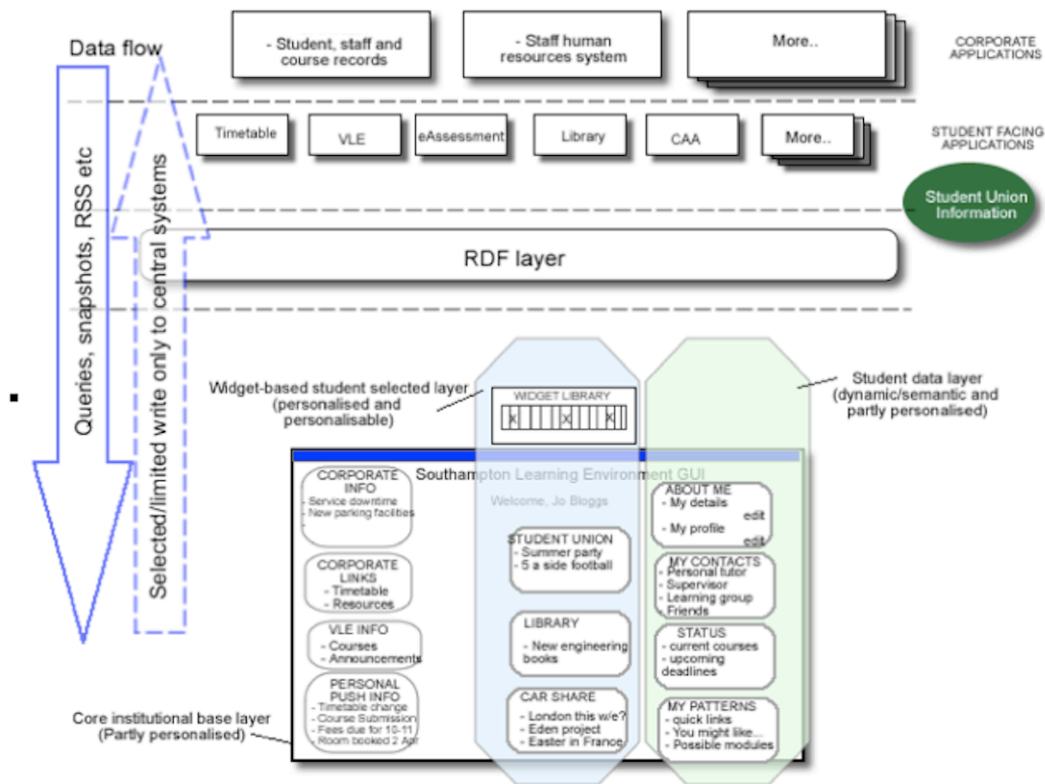 Data flow
- Student, staff and
course records
- Staff human
resources system
More..
CORPORATE
APPLICATIONS
Timetable
VLE
eAssessment
Library
CAA
More..
STUDENT FACING
APPLICATIONS
Student Union
Information
Queries, snapshots, RSS etc
Selected/limited write only to central systems
RDF layer
Widget-based student selected layer
(personalised and
personalisable)
WIDGET LIBRARY
X X X
Student data layer
(dynamic/semantic and
partly personalised)
Southampton Learning Environment GUI
Welcome, Jo Bloggs
CORPORATE
INFO
- Service downtime
- New parking facilities
-
CORPORATE
LINKS
- Timetable
- Resources
VLE INFO
- Courses
- Announcements
PERSONAL
PUSH INFO
- Timetable change
- Course Submission
- Fees due for 10-11
- Room booked 2 Apr
STUDENT UNION
- Summer party
- 5 a side football
LIBRARY
- New engineering
books
CAR SHARE
- London this w/e?
- Eden project
- Easter in France
ABOUT ME
- My details
edit
- My profile
edit
MY CONTACTS
- Personal tutor
- Supervisor
- Learning group
- Friends
STATUS
- current courses
- upcoming
deadlines
MY PATTERNS
- quick links
- You might like...
- Possible modules
Core institutional base layer
(Partly personalised)